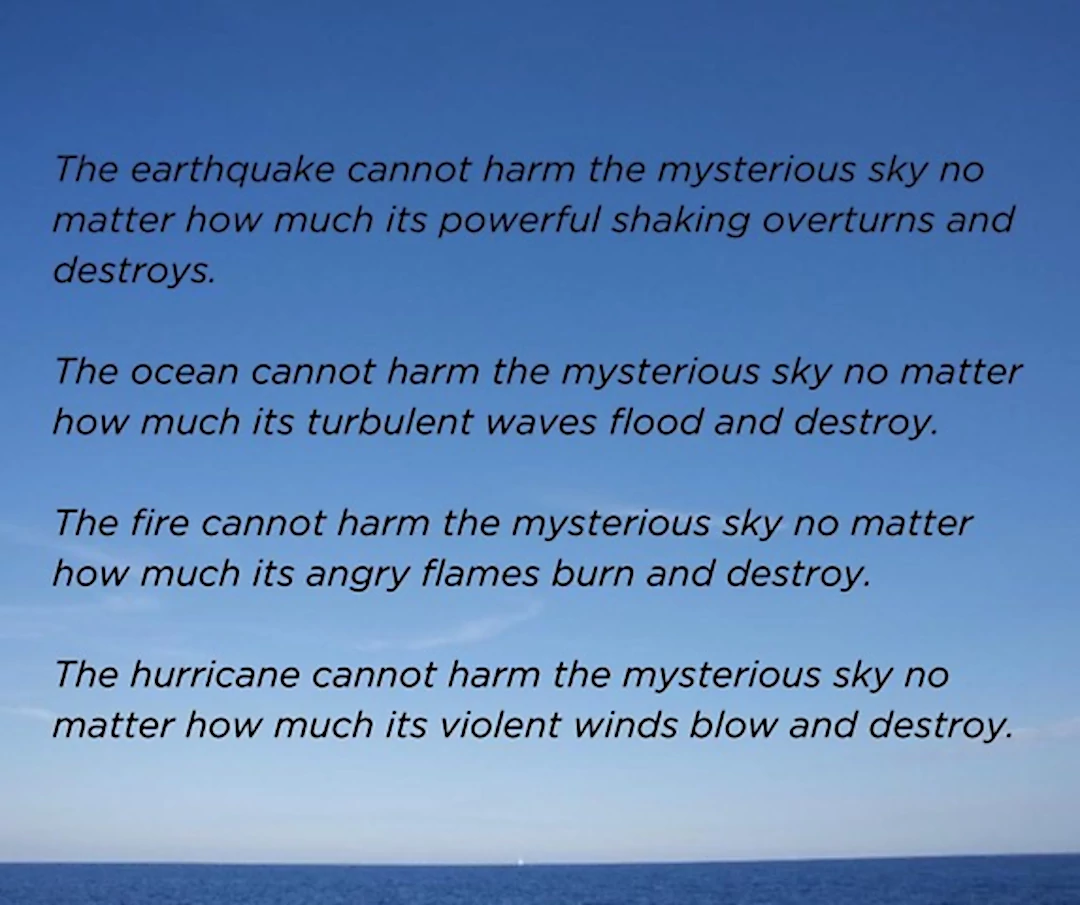 The earthquake cannot harm the mysterious sky no
matter how much its powerful shaking overturns and
destroys.
The ocean cannot harm the mysterious sky no matter
how much its turbulent waves flood and destroy.
The fire cannot harm the mysterious sky no matter
how much its angry flames burn and destroy.
The hurricane cannot harm the mysterious sky no
matter how much its violent winds blow and destroy.